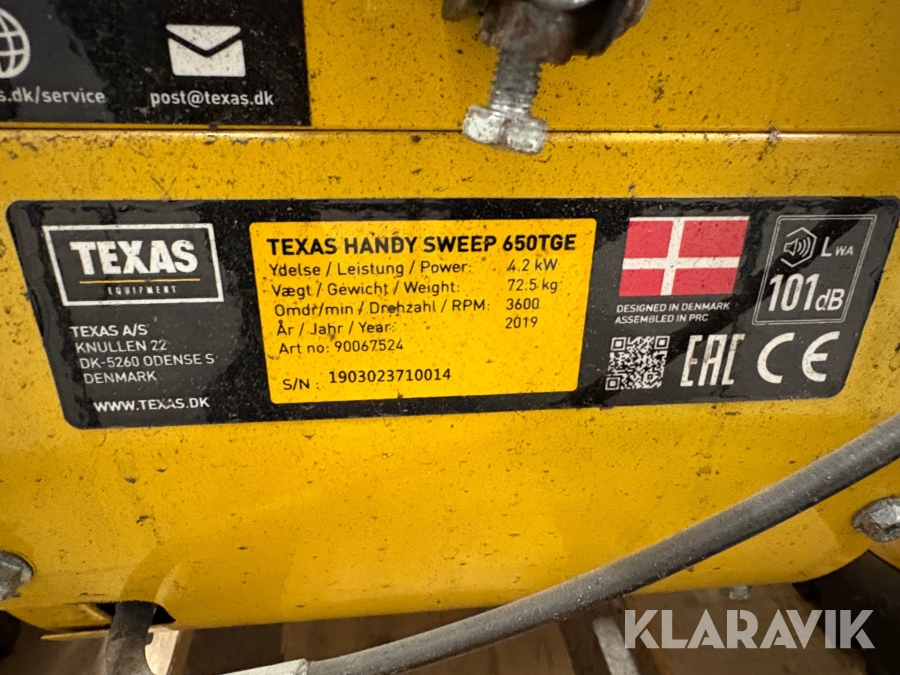 s.dk/service
post@texas.dk
TEXAS
EQUIPMENT
TEXAS A/S
KNULLEN 22
DK-5260 ODENSE S
DENMARK
WWW.TEXAS.DK
TEXAS HANDY SWEEP 650TGE
Ydelse / Leistung / Power: 4.2 kW
Vægt / Gewicht / Weight: 72.5 kg
Omdr/min / Drehzahl / RPM: 3600
År / Jahr / Year: 2019
Art no: 90067524
S/N : 1903023710014
DESIGNED IN DENMARK
ASSEMBLED IN PRC
LWA
101dB
EAC CE
KLARAVIK